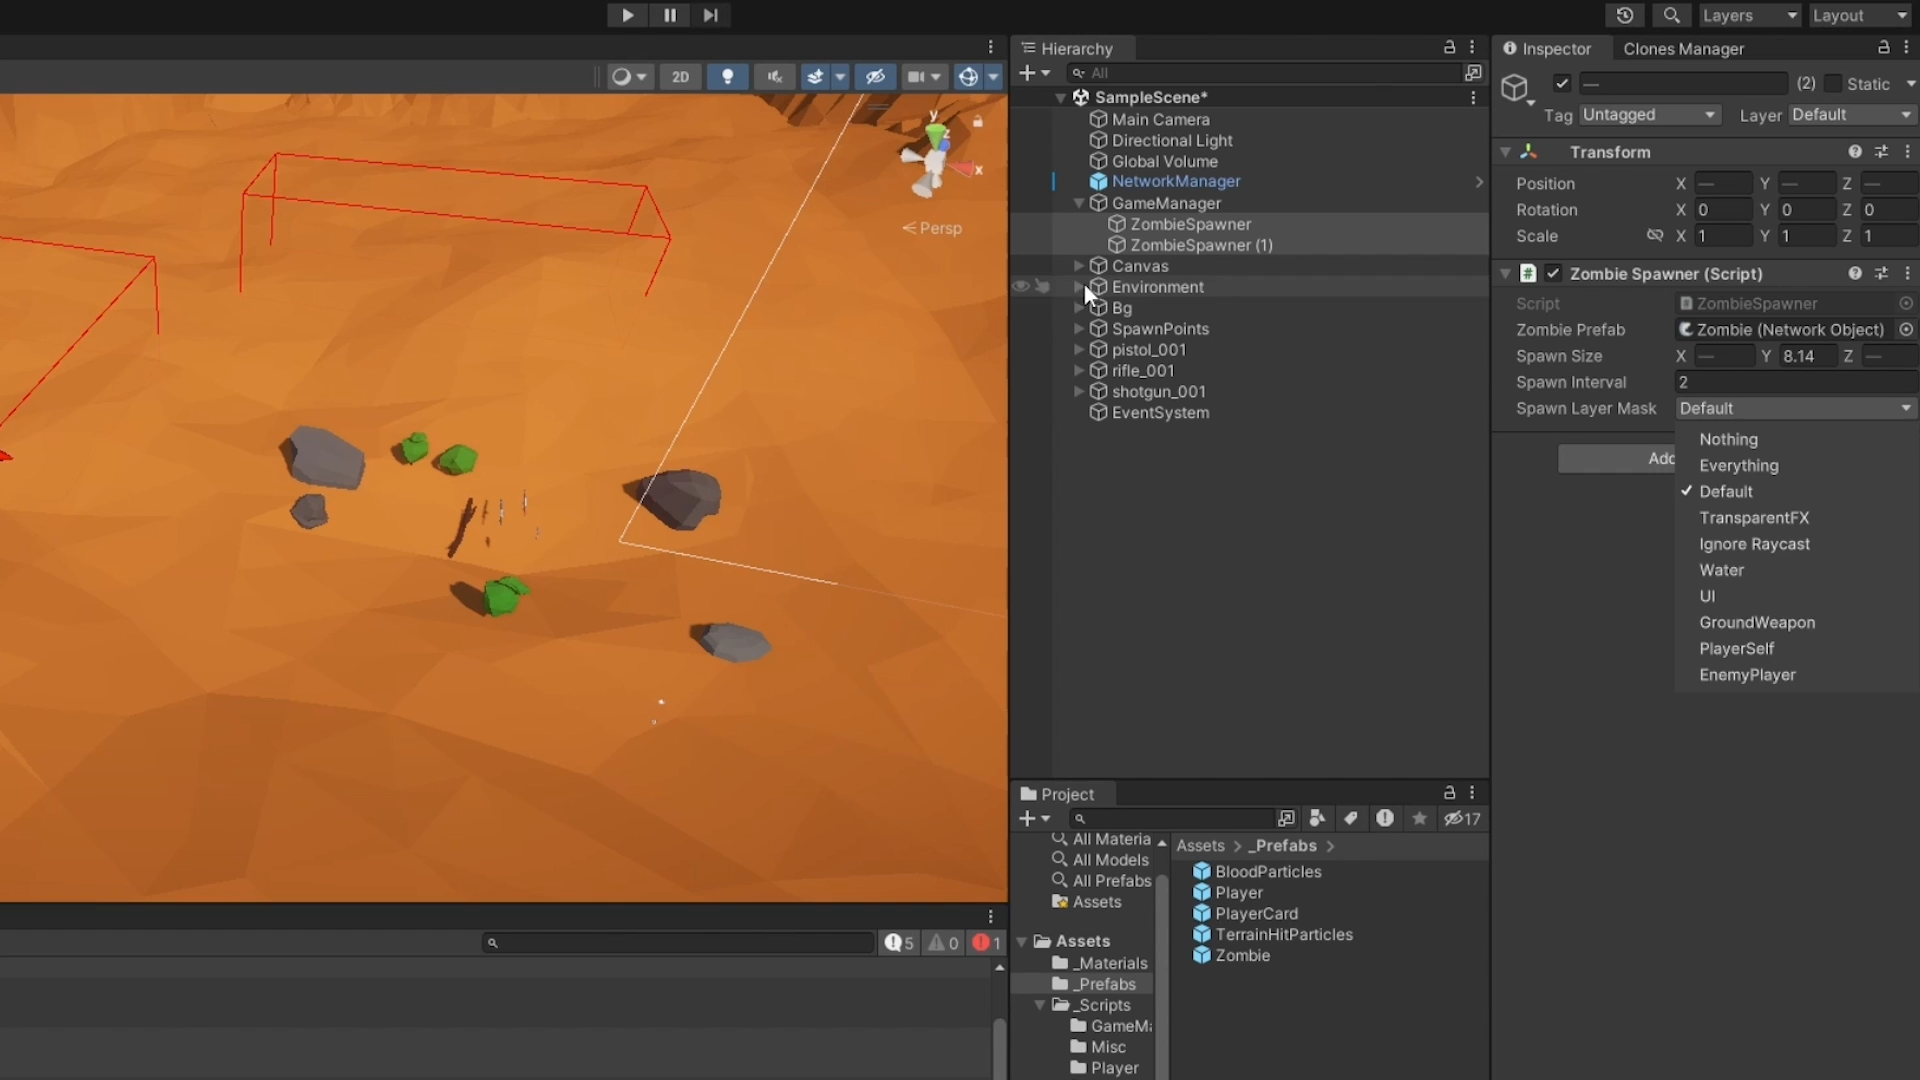 Layers
Layout
2D
y
z
x
Persp
5
0
1
Hierarchy
All
SampleScene*
Main Camera
Directional Light
Global Volume
NetworkManager
GameManager
ZombieSpawner
ZombieSpawner (1)
Canvas
Environment
Bg
SpawnPoints
pistol_001
rifle_001
shotgun_001
EventSystem
Project
17
All Materia
All Models
All Prefabs
Assets
Assets
_Materials
_Prefabs
_Scripts
GameMa
Misc
Player
Assets > _Prefabs >
BloodParticles
Player
PlayerCard
TerrainHitParticles
Zombie
Inspector
Clones Manager
— (2) Static
Tag Untagged Layer Default
Transform
Position X — Y — Z —
Rotation X 0 Y 0 Z 0
Scale X 1 Y 1 Z 1
# Zombie Spawner (Script)
Script ZombieSpawner
Zombie Prefab Zombie (Network Object)
Spawn Size X — Y 8.14 Z —
Spawn Interval 2
Spawn Layer Mask Default
Add
Nothing
Everything
Default
TransparentFX
Ignore Raycast
Water
UI
GroundWeapon
PlayerSelf
EnemyPlayer